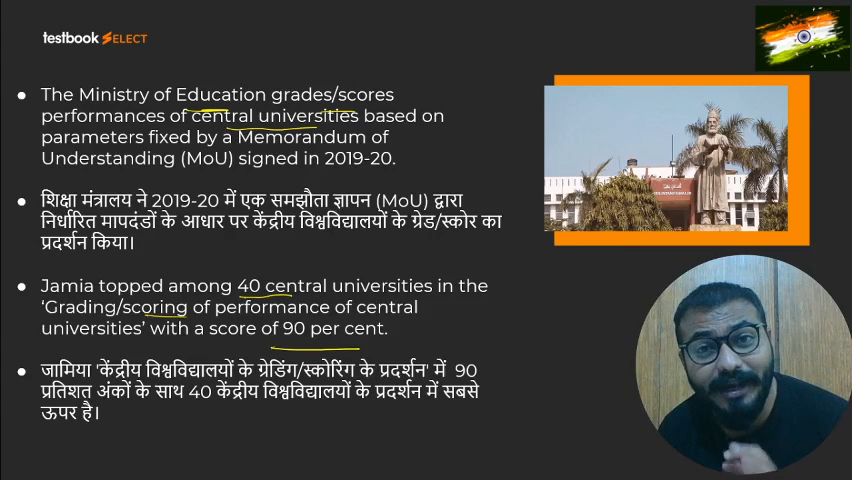 testbook SELECT
The Ministry of Education grades/scores
performances of central universities based on
parameters fixed by a Memorandum of
Understanding (MoU) signed in 2019-20.
शिक्षा मंत्रालय ने 2019-20 में एक समझौता ज्ञापन (MoU) द्वारा
निर्धारित मापदंडों के आधार पर केंद्रीय विश्वविद्यालयों के ग्रेड/स्कोर का
प्रदर्शन किया।
Jamia topped among 40 central universities in the
‘Grading/scoring of performance of central
universities’ with a score of 90 per cent.
जामिया 'केंद्रीय विश्वविद्यालयों के ग्रेडिंग/स्कोरिंग के प्रदर्शन' में 90
प्रतिशत अंकों के साथ 40 केंद्रीय विश्वविद्यालयों के प्रदर्शन में सबसे
ऊपर है।